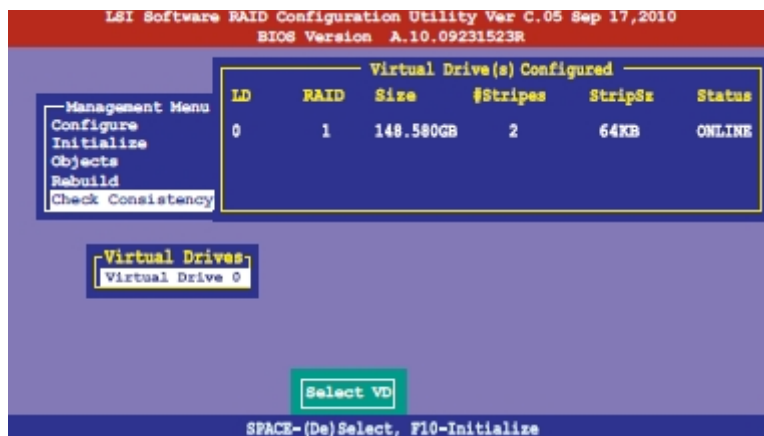 LSI Software RAID Configuration Utility Ver C.05 Sep 17,2010
BIOS Version A.10.09231523R
Virtual Drive(s) Configured
LD RAID Size #Stripes StripSz Status
0 1 148.580GB 2 64KB ONLINE
Management Menu
Configure
Initialize
Objects
Rebuild
Check Consistency
Virtual Drives
Virtual Drive 0
Select VD
SPACE-(De)Select, F10-Initialize